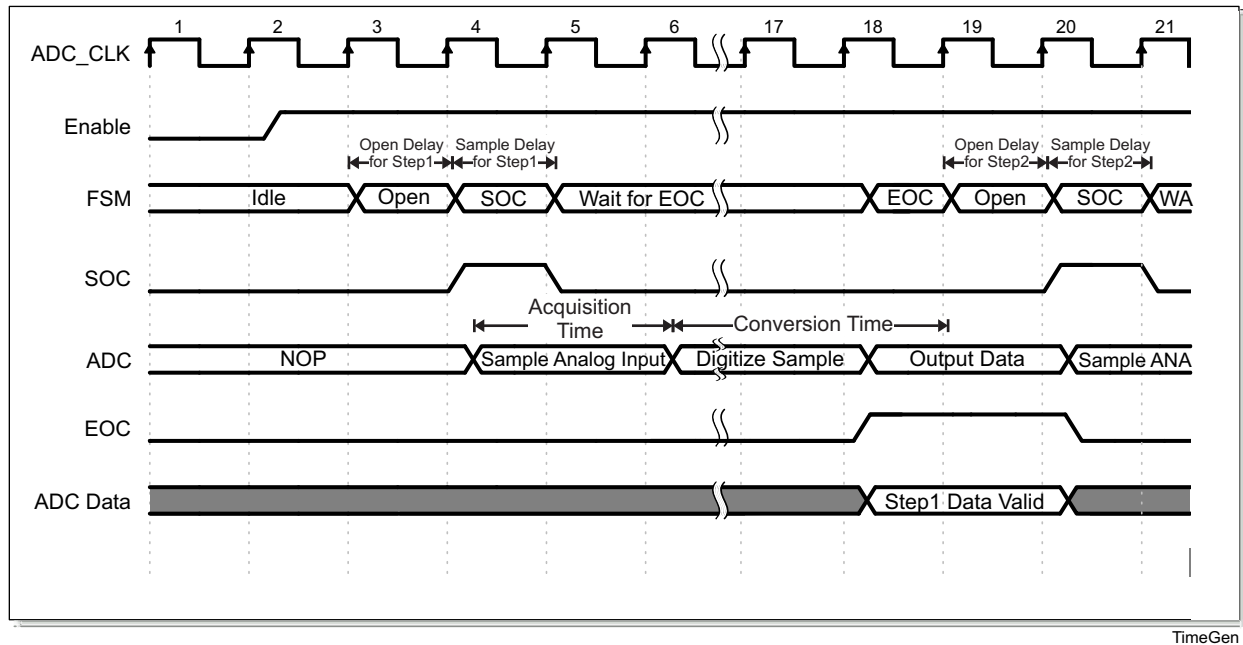 1 2 3 4 5 6 17 18 19 20 21
ADC_CLK
Enable
Open Delay Sample Delay Open Delay Sample Delay
for Step1 for Step1 for Step2 for Step2
FSM Idle Open SOC Wait for EOC EOC Open SOC WA
SOC
Acquisition
Time Conversion Time
ADC NOP Sample Analog Input Digitize Sample Output Data Sample ANA
EOC
ADC Data Step1 Data Valid
TimeGen